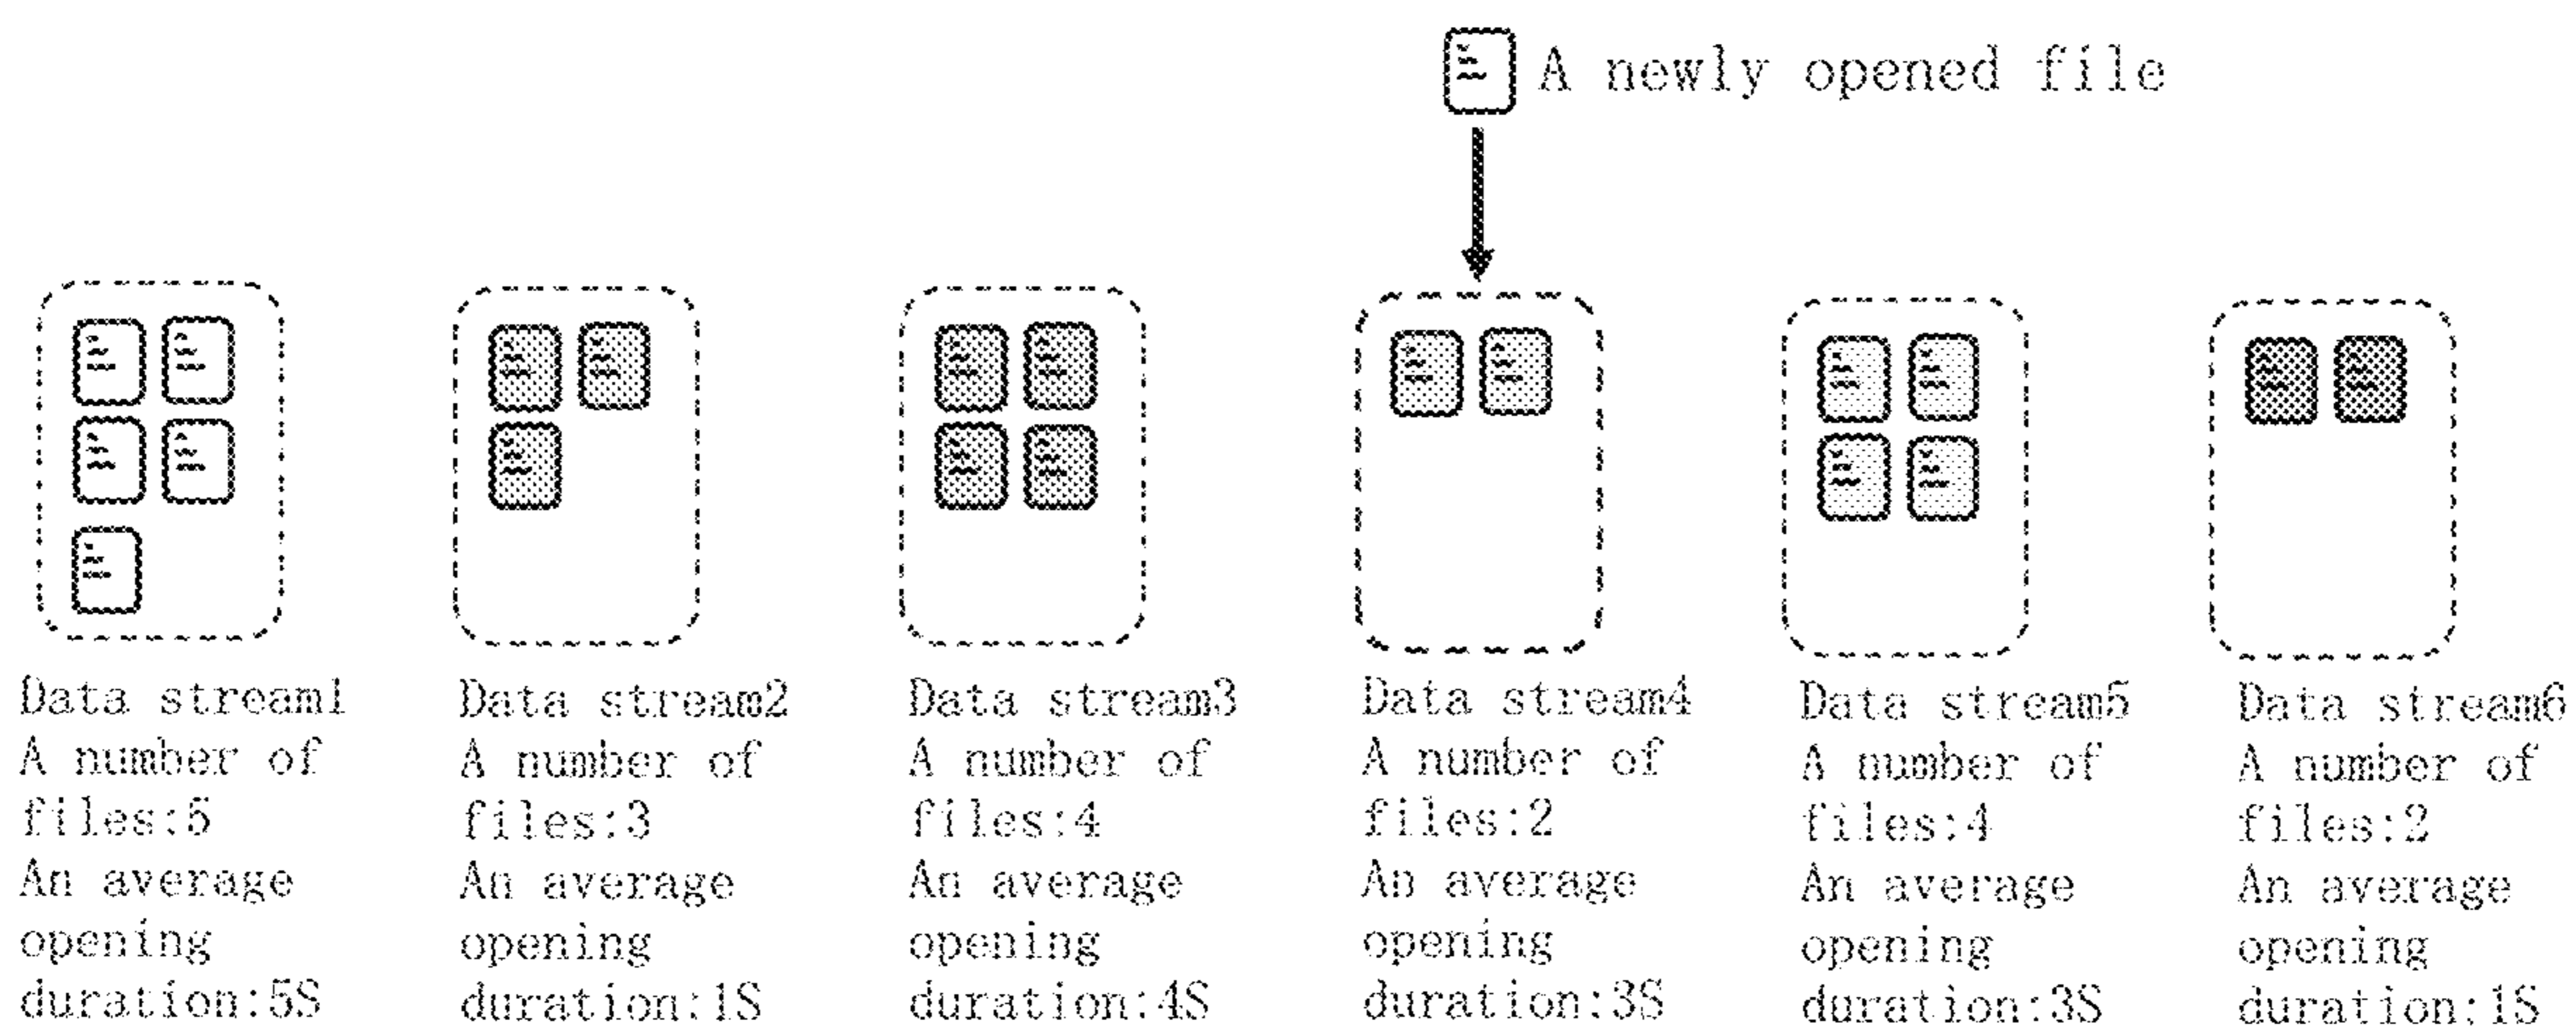 A newly opened file
Data stream1
A number of
files:5
An average
opening
duration:5S
Data stream2
A number of
files:3
An average
opening
duration:1S
Data stream3
A number of
files:4
An average
opening
duration:4S
Data stream4
A number of
files:2
An average
opening
duration:3S
Data stream5
A number of
files:4
An average
opening
duration:3S
Data stream6
A number of
files:2
An average
opening
duration:1S